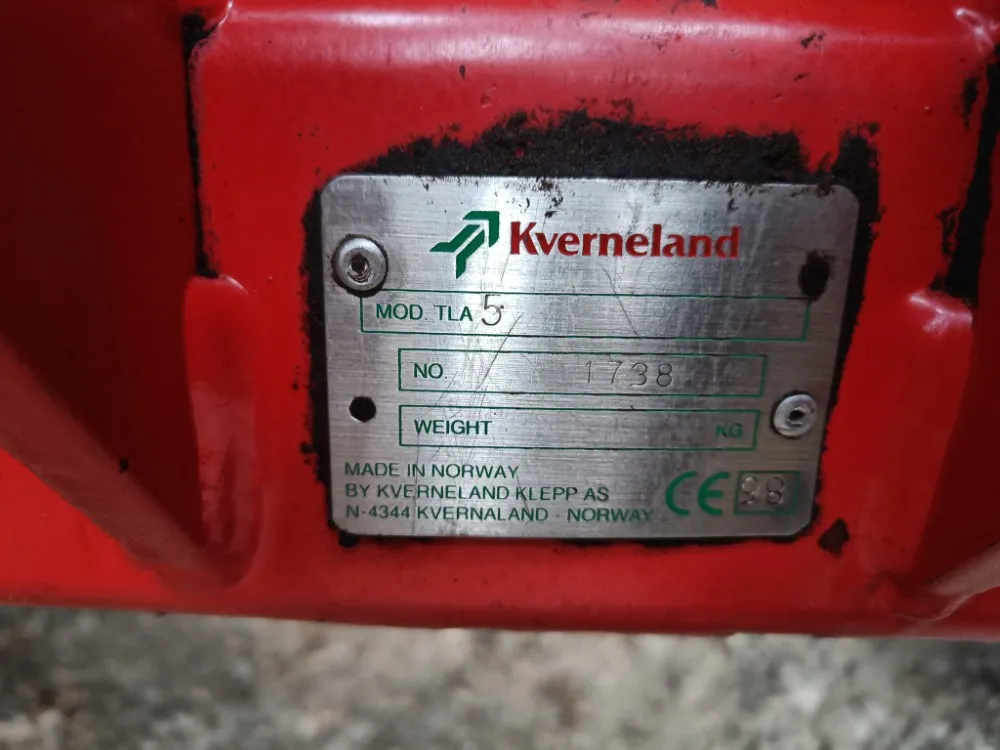 Kverneland
MOD. TLA 5
NO. 1738
WEIGHT KG
MADE IN NORWAY
BY KVERNELAND KLEPP AS
N-4344 KVERNALAND - NORWAY
CE 98